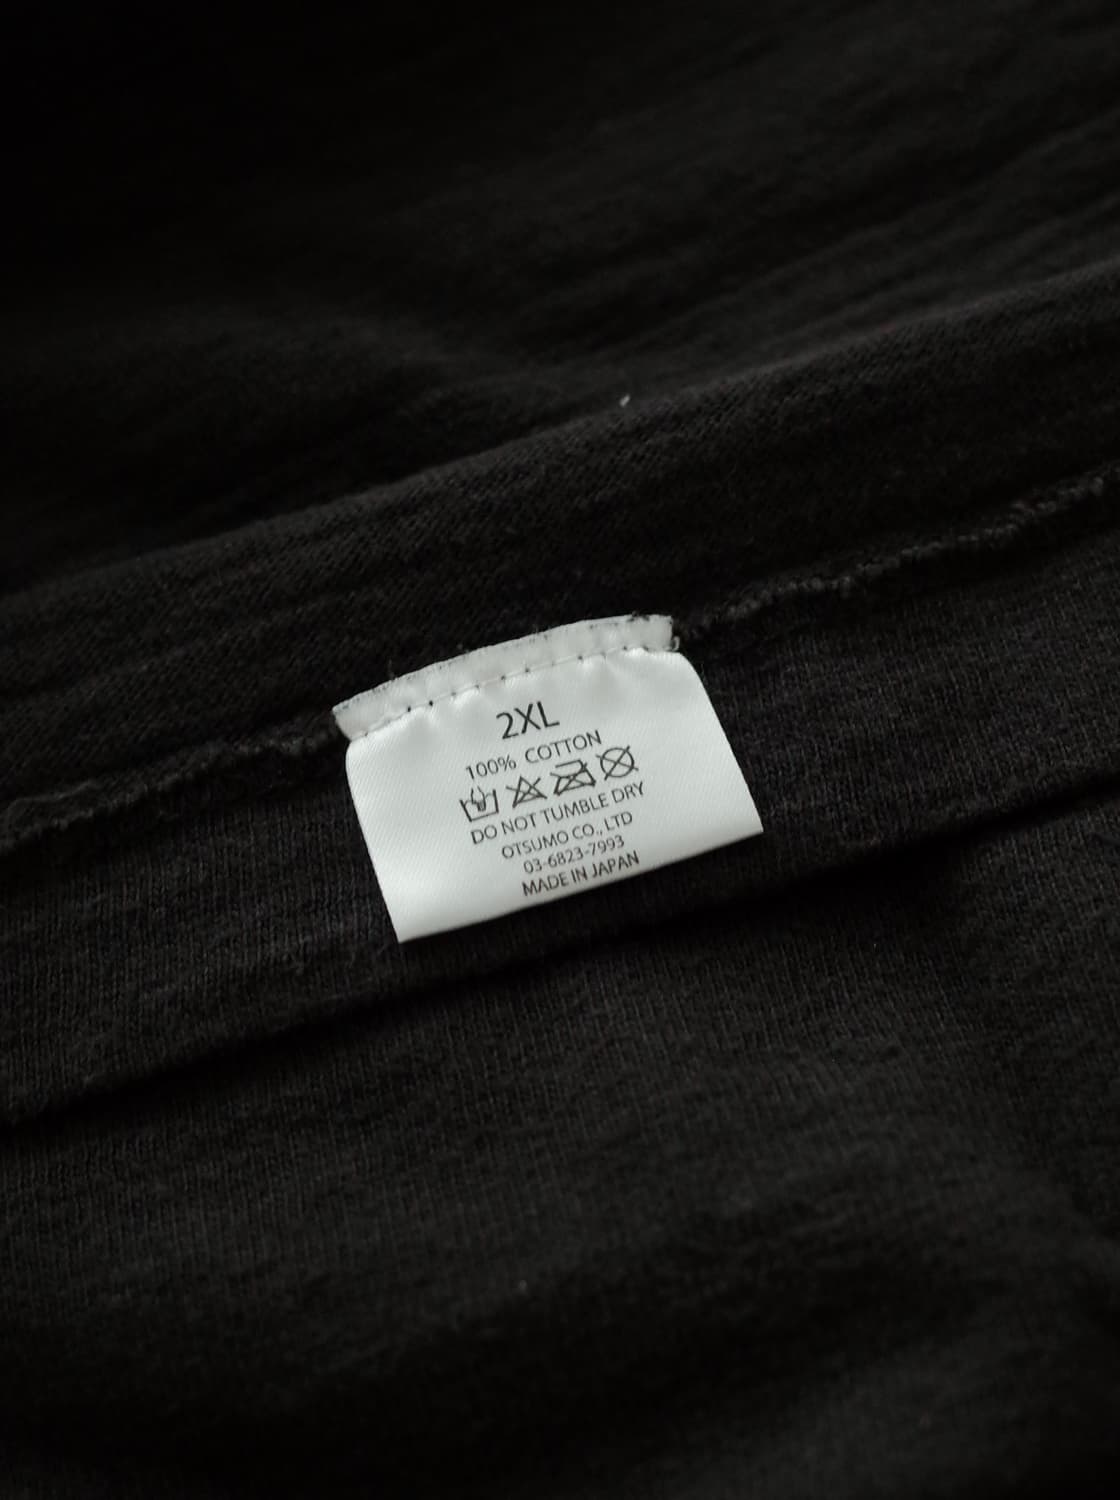 2XL
100% COTTON
DO NOT TUMBLE DRY
OTSUMO CO., LTD
03-6823-7993
MADE IN JAPAN